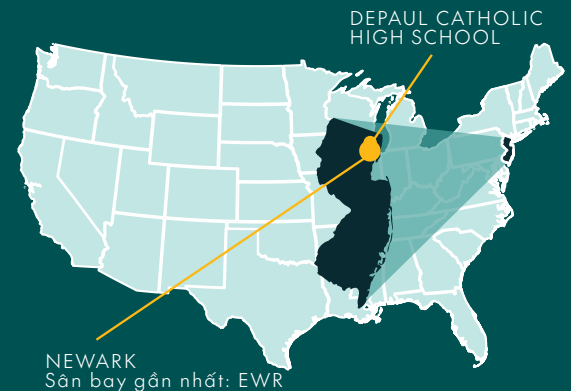 DEPAUL CATHOLIC
HIGH SCHOOL
NEWARK
Sân bay gần nhất: EWR